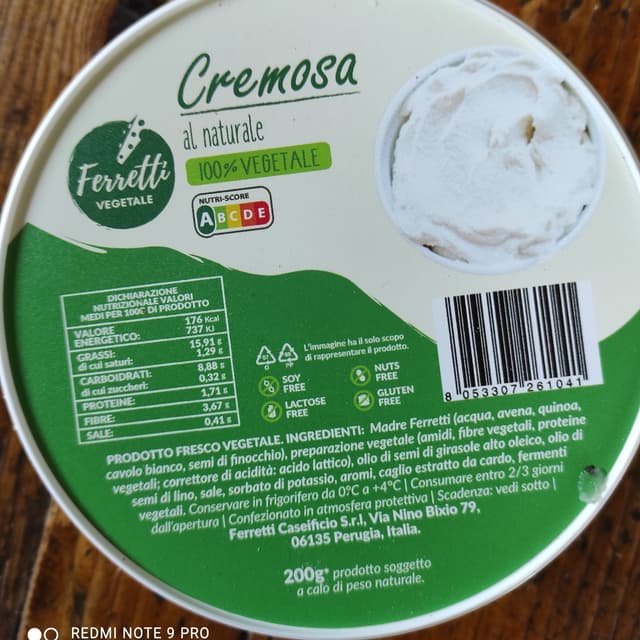 Cremosa
al naturale
100% VEGETALE
Ferretti
VEGETALE
NUTRI-SCORE
A B C D E
DICHIARAZIONE
NUTRIZIONALE VALORI
MEDI PER 100G DI PRODOTTO
VALORE ENERGETICO: 176 Kcal 737 KJ
GRASSI: 15,91 g
di cui saturi: 1,29 g
CARBOIDRATI: 8,88 g
di cui zuccheri: 0,32 g
PROTEINE: 1,71 g
FIBRE: 3,67 g
SALE: 0,41 g
L'immagine ha il solo scopo
di rappresentare il prodotto.
SOY FREE
NUTS FREE
LACTOSE FREE
GLUTEN FREE
8 053307 261041
PRODOTTO FRESCO VEGETALE. INGREDIENTI: Madre Ferretti (acqua, avena, quinoa,
cavolo bianco, semi di finocchio), preparazione vegetale (amidi, fibre vegetali, proteine
vegetali; correttore di acidità: acido lattico), olio di semi di girasole alto oleico, olio di
semi di lino, sale, sorbato di potassio, aromi, caglio estratto da cardo, fermenti
vegetali. Conservare in frigorifero da 0°C a +4°C | Consumare entro 2/3 giorni
dall'apertura | Confezionato in atmosfera protettiva | Scadenza: vedi sotto |
Ferretti Caseificio S.r.l, Via Nino Bixio 79,
06135 Perugia, Italia.
200g* prodotto soggetto
a calo di peso naturale.
REDMI NOTE 9 PRO